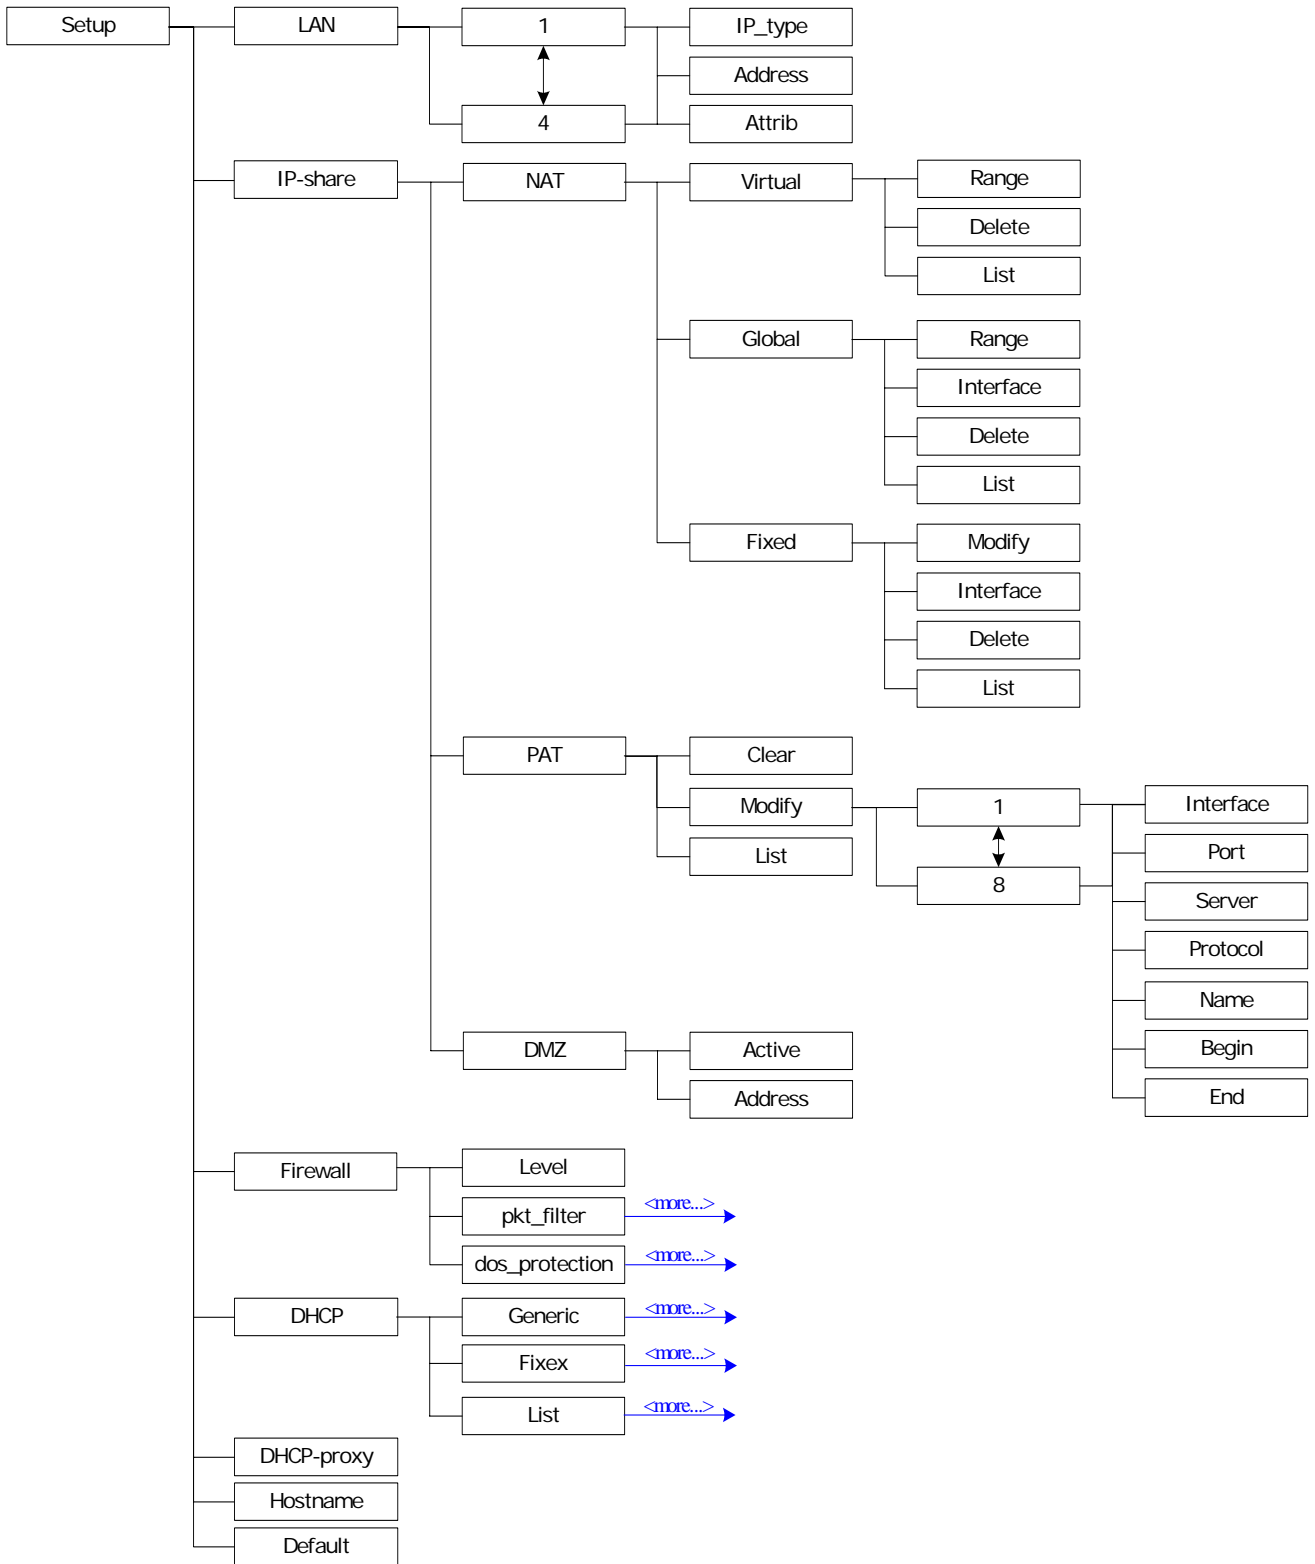 Setup
LAN
1
IP_type
Address
4
Attrib
IP-share
NAT
Virtual
Range
Delete
List
Global
Range
Interface
Delete
List
Fixed
Modify
Interface
Delete
List
PAT
Clear
Modify
1
Interface
Port
List
8
Server
Protocol
Name
DMZ
Active
Begin
Address
End
Firewall
Level
pkt_filter
<more...>
dos_protection
<more...>
DHCP
Generic
<more...>
Fixex
<more...>
List
<more...>
DHCP-proxy
Hostname
Default